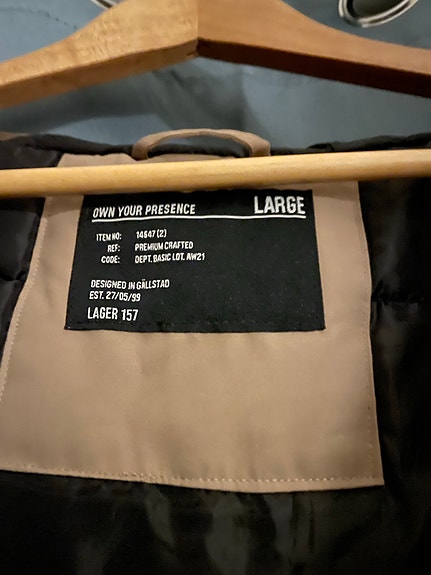 OWN YOUR PRESENCE LARGE
ITEM NO: 14647 (2)
REF: PREMIUM CRAFTED
CODE: DEPT. BASIC LOT. AW21
DESIGNED IN GÄLLSTAD
EST. 27/05/99
LAGER 157